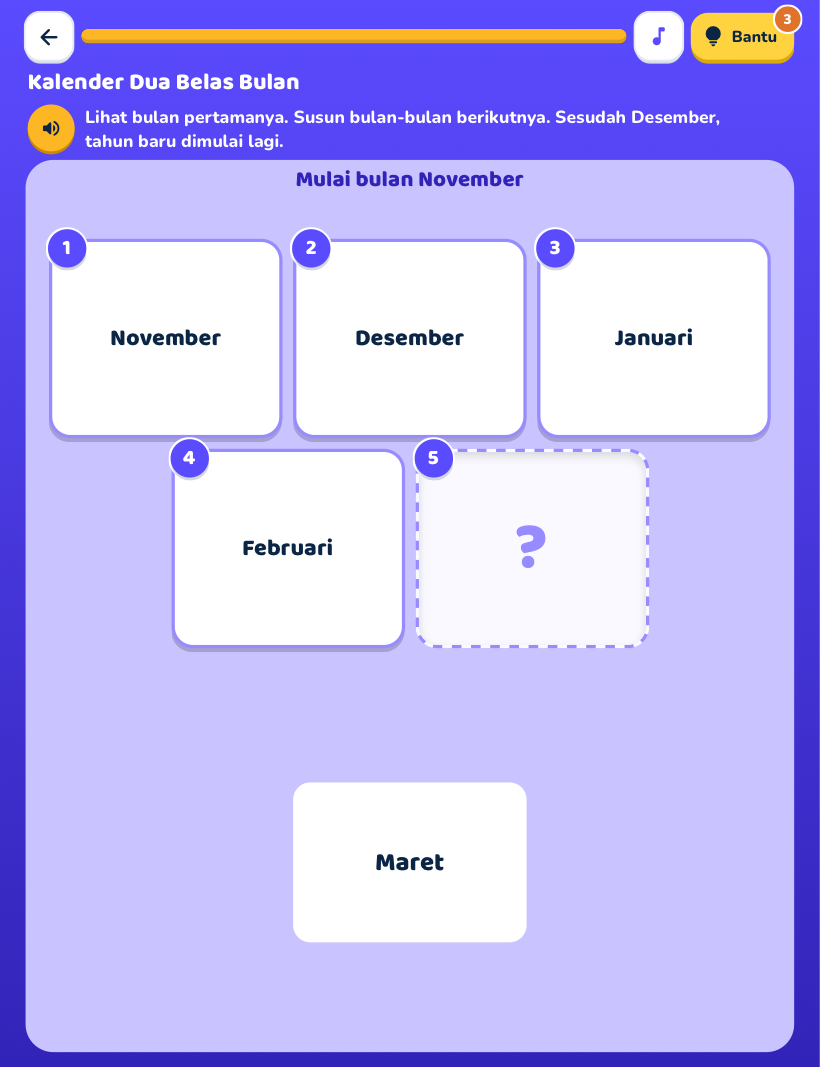 3
Bantu
Kalender Dua Belas Bulan
Lihat bulan pertamanya. Susun bulan-bulan berikutnya. Sesudah Desember,
tahun baru dimulai lagi.
Mulai bulan November
1
2
3
November
Desember
Januari
4
5
Februari
?
Maret